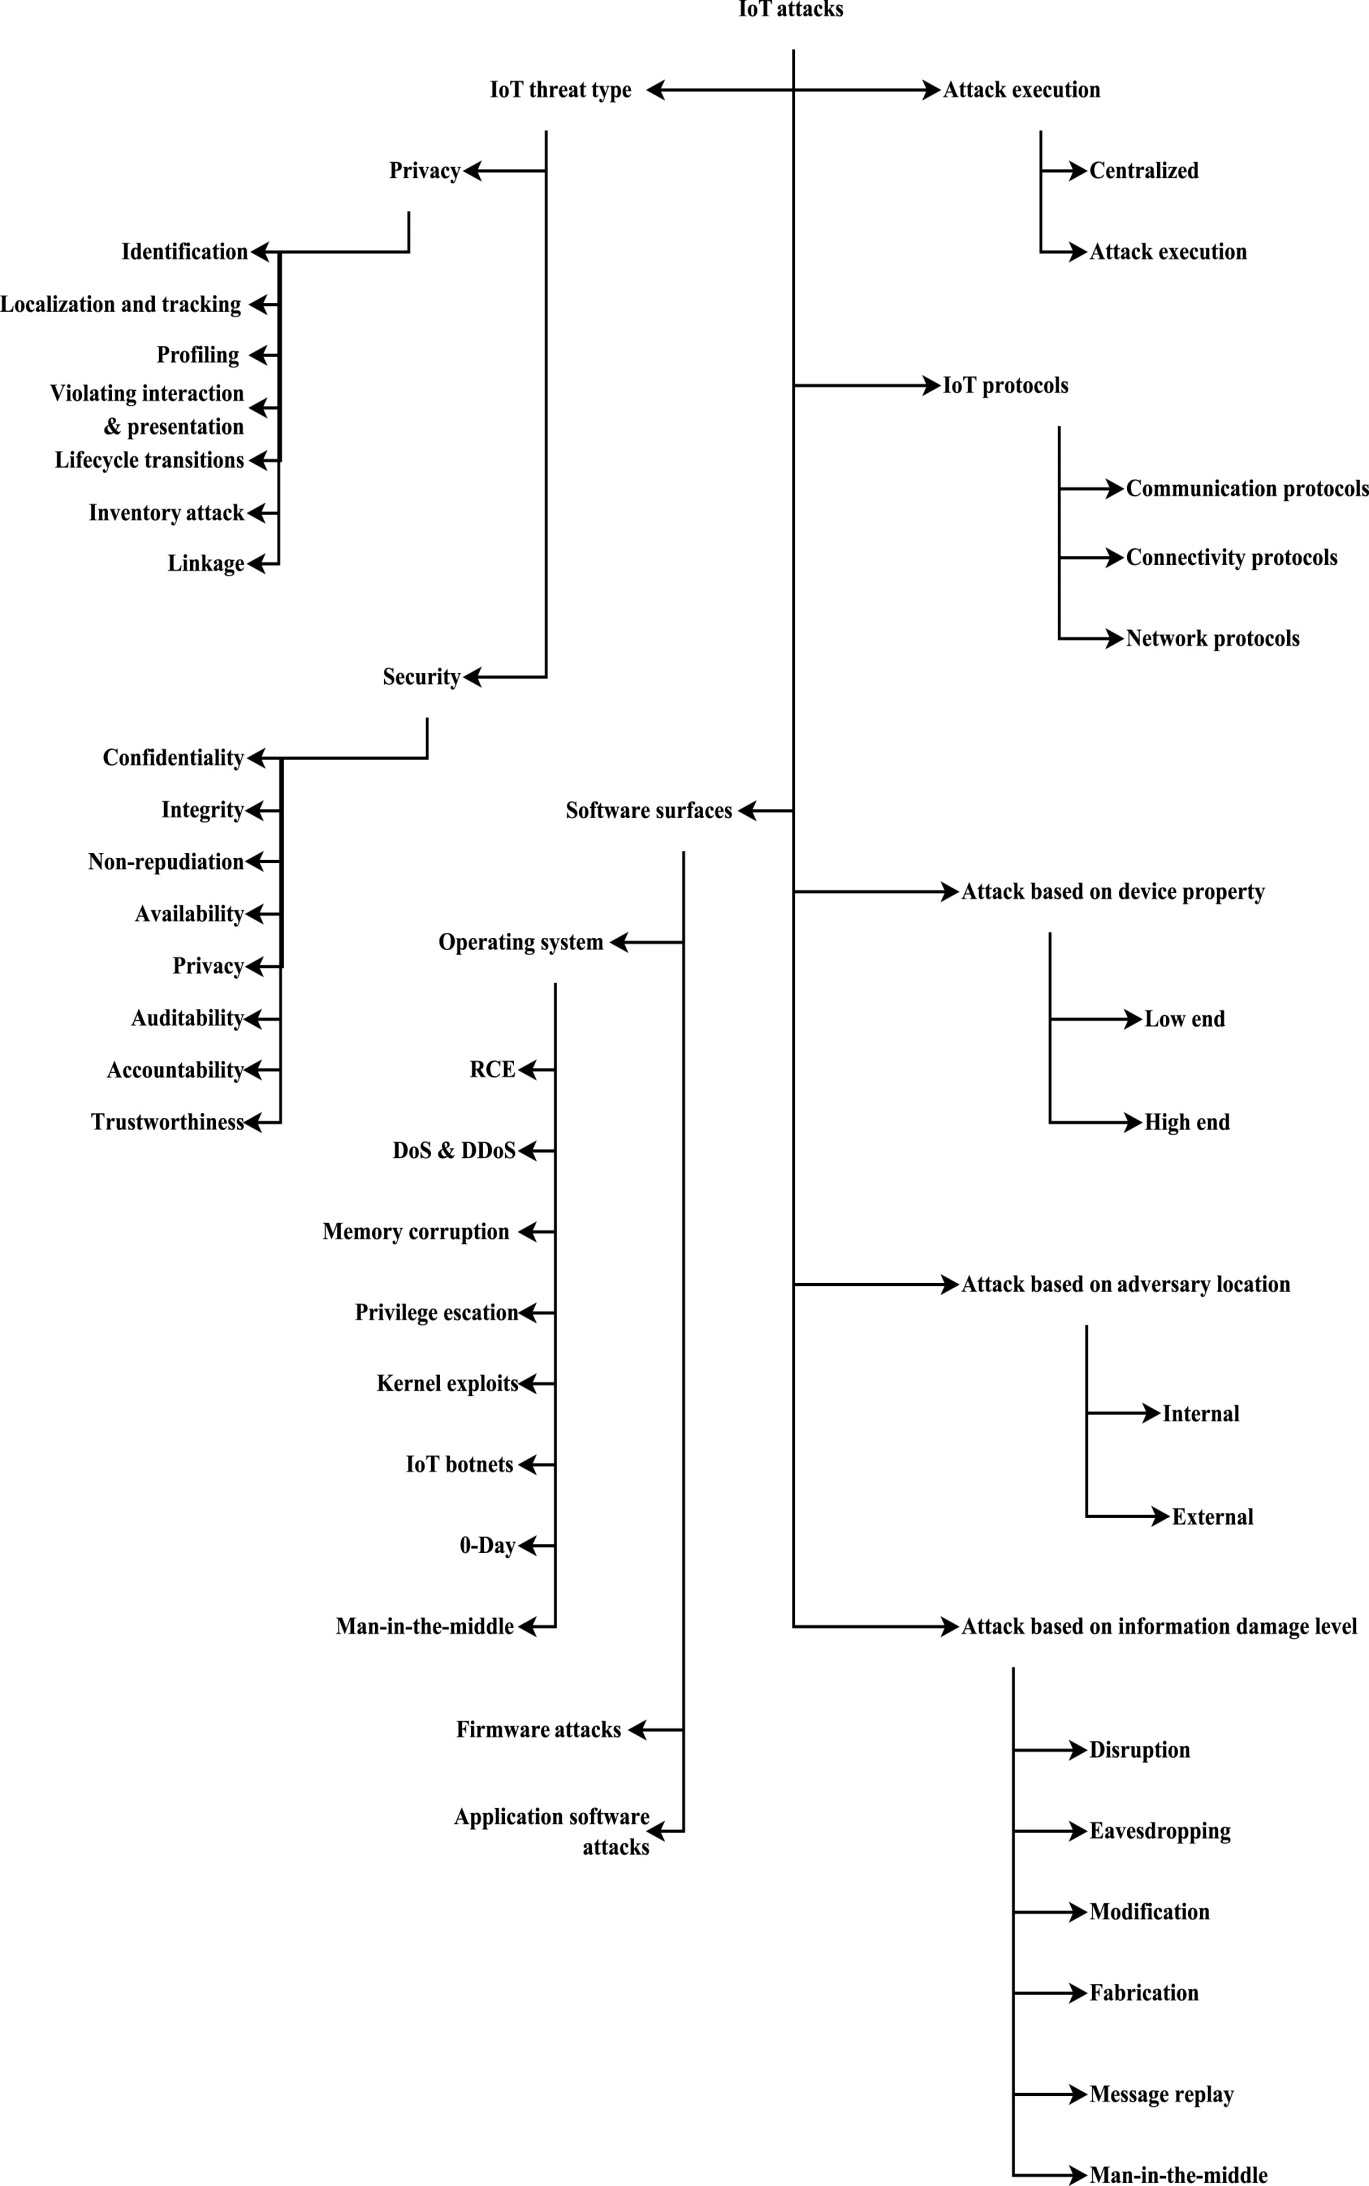 IoT attacks
IoT threat type
Attack execution
Privacy
Centralized
Identification
Attack execution
Localization and tracking
Profiling
IoT protocols
Violating interaction
& presentation
Lifecycle transitions
Communication protocols
Inventory attack
Connectivity protocols
Linkage
Network protocols
Security
Confidentiality
Integrity
Software surfaces
Non-repudiation
Attack based on device property
Availability
Operating system
Privacy
Auditability
Low end
Accountability
RCE
Trustworthiness
High end
DoS & DDoS
Memory corruption
Attack based on adversary location
Privilege escation
Kernel exploits
Internal
IoT botnets
External
0-Day
Man-in-the-middle
Attack based on information damage level
Firmware attacks
Disruption
Application software
attacks
Eavesdropping
Modification
Fabrication
Message replay
Man-in-the-middle